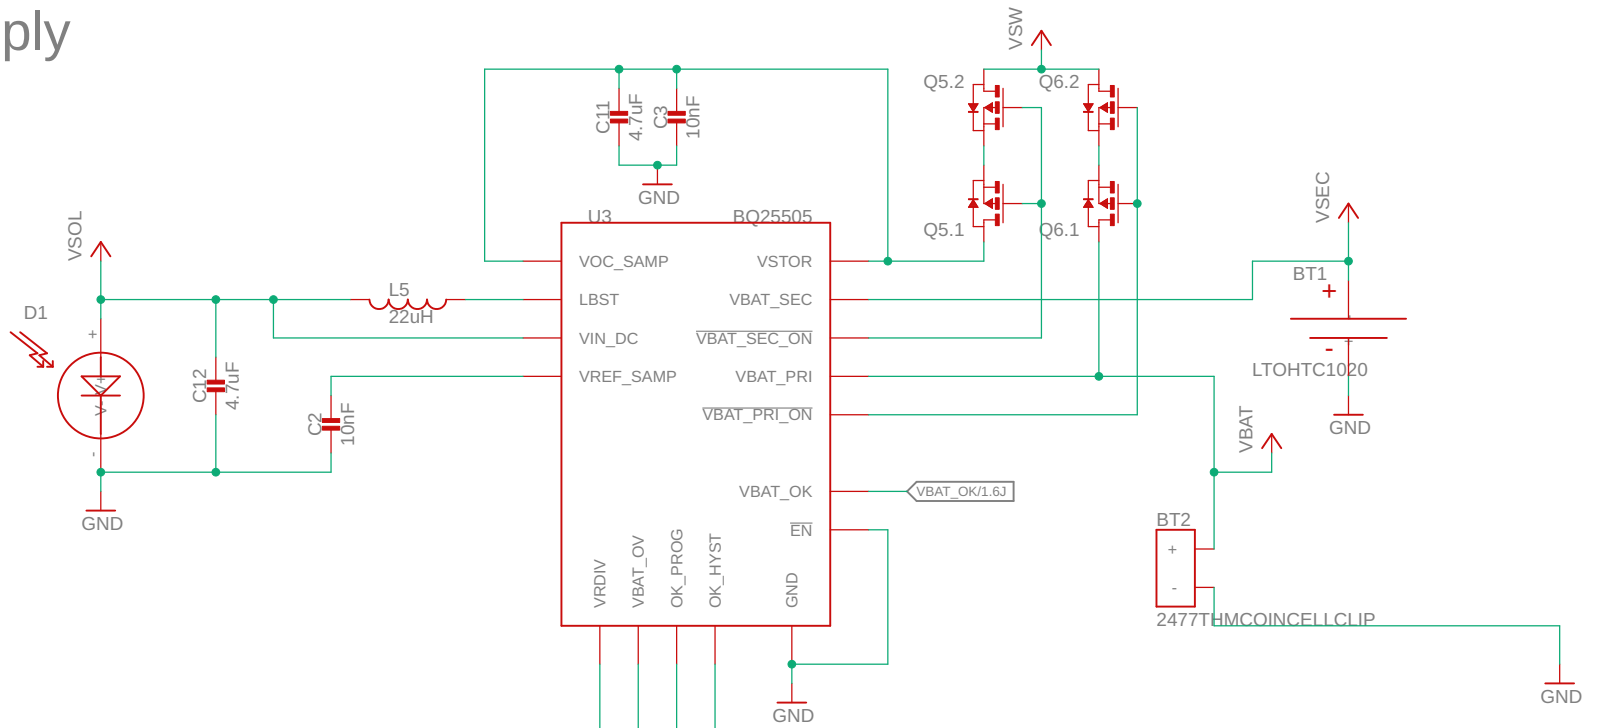 ply
VSW
Q5.2
Q6.2
C11
4.7uF
C3
10nF
GND
VSEC
VSOL
U3
BQ25505
Q5.1
Q6.1
VOC_SAMP
VSTOR
BT1
+
L5
LBST
VBAT_SEC
D1
22uH
+
VIN_DC
VBAT_SEC_ON
-
+
LTOHTC1020
C12
4.7uF
V+
V-
VREF_SAMP
VBAT_PRI
C2
10nF
VBAT_PRI_ON
GND
VBAT
-
VBAT_OK
VBAT_OK/1.6J
GND
EN
BT2
+
-
2477THMCOINCELLCLIP
VRDIV
VBAT_OV
OK_PROG
OK_HYST
GND
GND
GND